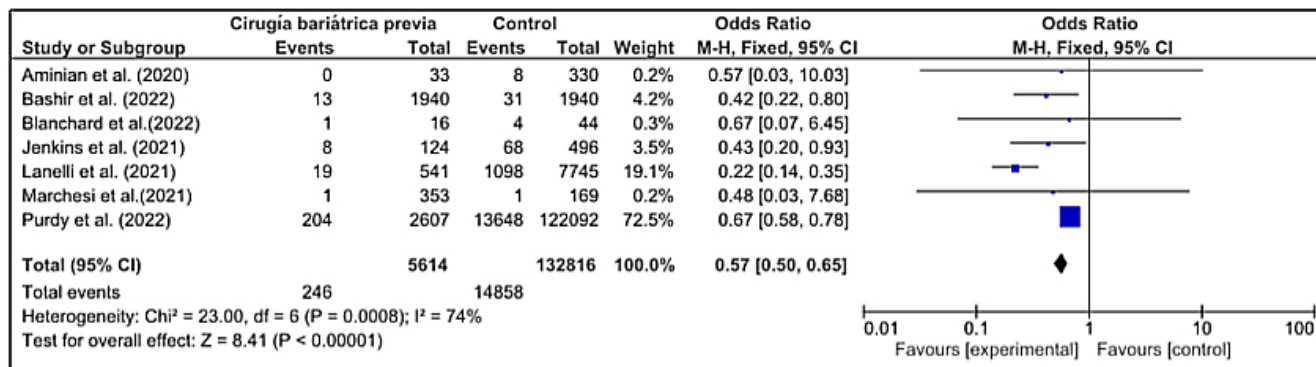 Cirugía bariátrica previa Control Odds Ratio Odds Ratio
Study or Subgroup Events Total Events Total Weight M-H, Fixed, 95% CI M-H, Fixed, 95% CI
Aminian et al. (2020) 0 33 8 330 0.2% 0.57 [0.03, 10.03]
Bashir et al. (2022) 13 1940 31 1940 4.2% 0.42 [0.22, 0.80]
Blanchard et al.(2022) 1 16 4 44 0.3% 0.67 [0.07, 6.45]
Jenkins et al. (2021) 8 124 68 496 3.5% 0.43 [0.20, 0.93]
Lanelli et al. (2021) 19 541 1098 7745 19.1% 0.22 [0.14, 0.35]
Marchesi et al.(2021) 1 353 1 169 0.2% 0.48 [0.03, 7.68]
Purdy et al. (2022) 204 2607 13648 122092 72.5% 0.67 [0.58, 0.78]
Total (95% CI) 5614 132816 100.0% 0.57 [0.50, 0.65]
Total events 246 14858
Heterogeneity: Chi² = 23.00, df = 6 (P = 0.0008); I² = 74%
Test for overall effect: Z = 8.41 (P < 0.00001)
0.01 0.1 1 10 100
Favours [experimental] Favours [control]